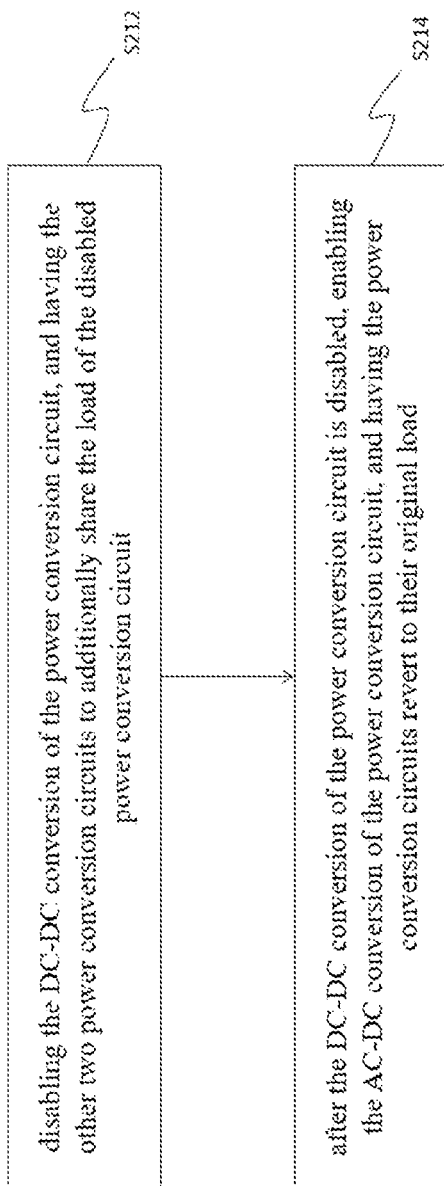 disabling the DC-DC conversion of the power conversion circuit, and having the
other two power conversion circuits to additionally share the load of the disabled
power conversion circuit
S212
after the DC-DC conversion of the power conversion circuit is disabled, enabling
the AC-DC conversion of the power conversion circuit, and having the power
conversion circuits revert to their original load
S214